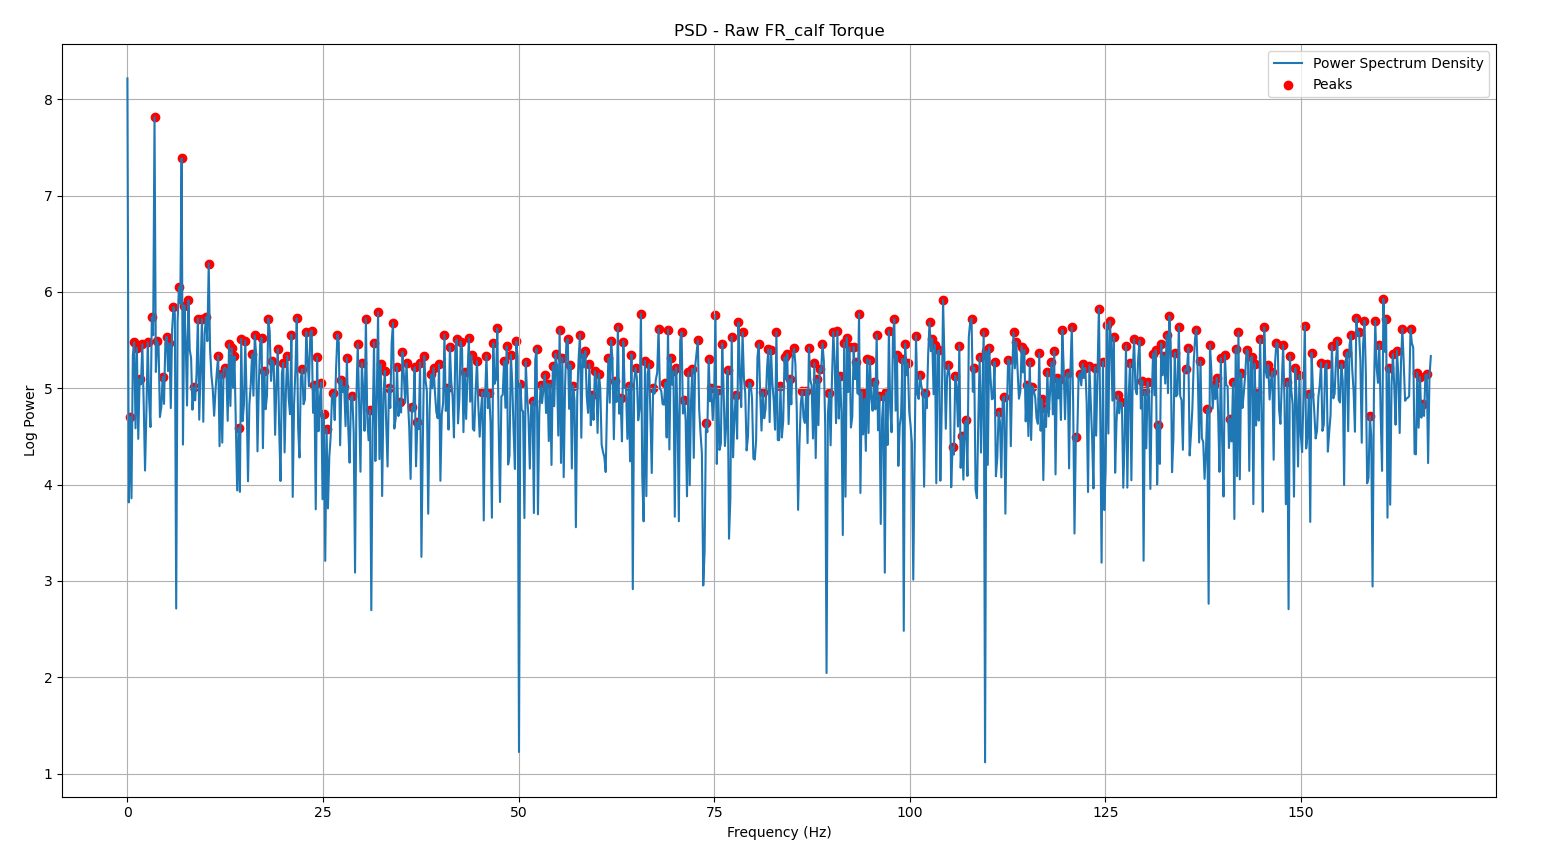 PSD - Raw FR_calf Torque
Power Spectrum Density
Peaks
Log Power
8
7
6
5
4
3
2
1
0 25 50 75 100 125 150
Frequency (Hz)